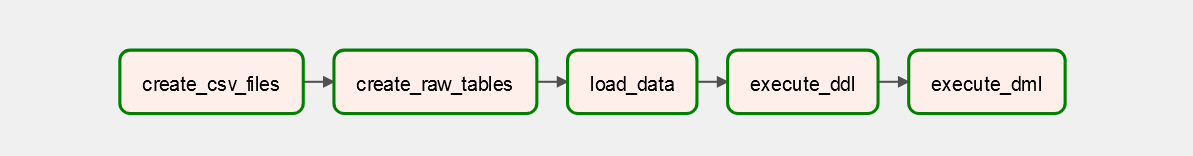 create_csv_files
create_raw_tables
load_data
execute_ddl
execute_dml